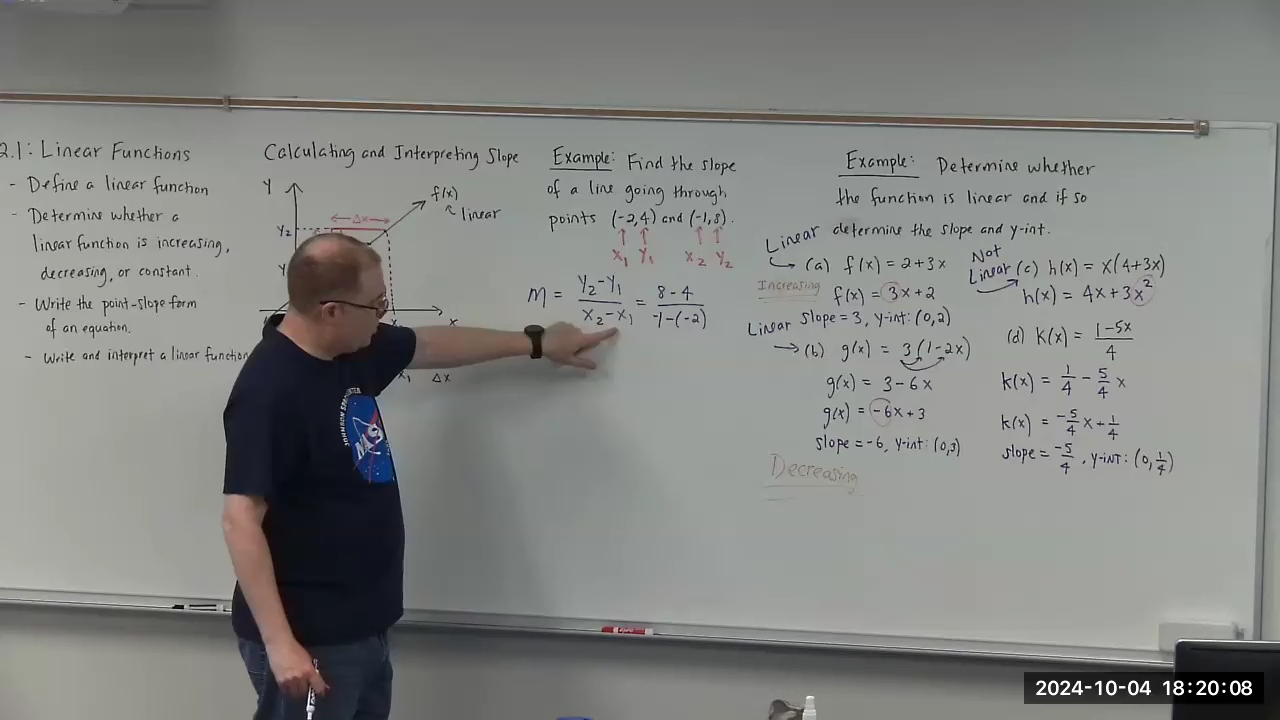 2.1: Linear Functions
- Define a linear function
- Determine whether a
linear function is increasing,
decreasing, or constant.
- Write the point-slope form
of an equation.
- Write and interpret a linear function
Calculating and Interpreting Slope
Y
Δx
f(x)
linear
Y₂
Y
x
x
x₁ Δx
JOHNSON SPACE CENTER
NASA
Example: Find the slope
of a line going through
points (-2,4) and (-1,8).
x₁ Y₁ x₂ Y₂
m = Y₂-Y₁ / x₂-x₁ = 8-4 / -1-(-2)
Example: Determine whether
the function is linear and if so
determine the slope and y-int.
Linear
(a) f(x) = 2+3x
Increasing
f(x) = 3x+2
slope = 3, y-int: (0,2)
Linear
(b) g(x) = 3(1-2x)
g(x) = 3-6x
g(x) = -6x+3
slope = -6, y-int: (0,3)
Decreasing
Not
Linear (c) h(x) = x(4+3x)
h(x) = 4x+3x²
(d) k(x) = 1-5x / 4
k(x) = 1/4 - 5/4 x
k(x) = -5/4 x + 1/4
slope = -5/4, y-int: (0, 1/4)
2024-10-04 18:20:08